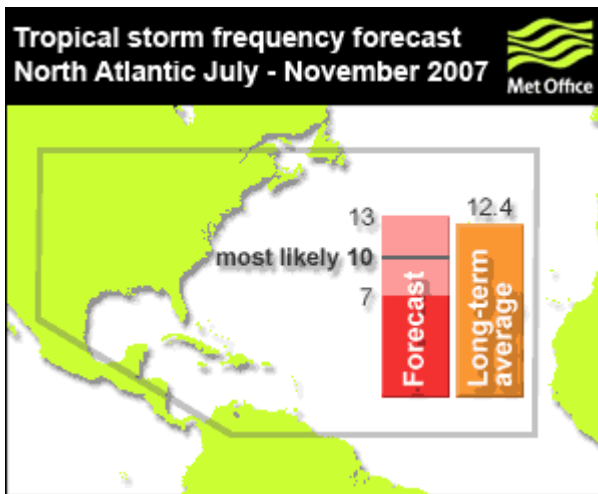 Tropical storm frequency forecast
North Atlantic July - November 2007
Met Office
13
12.4
most likely 10
7
Forecast
Long-term
average